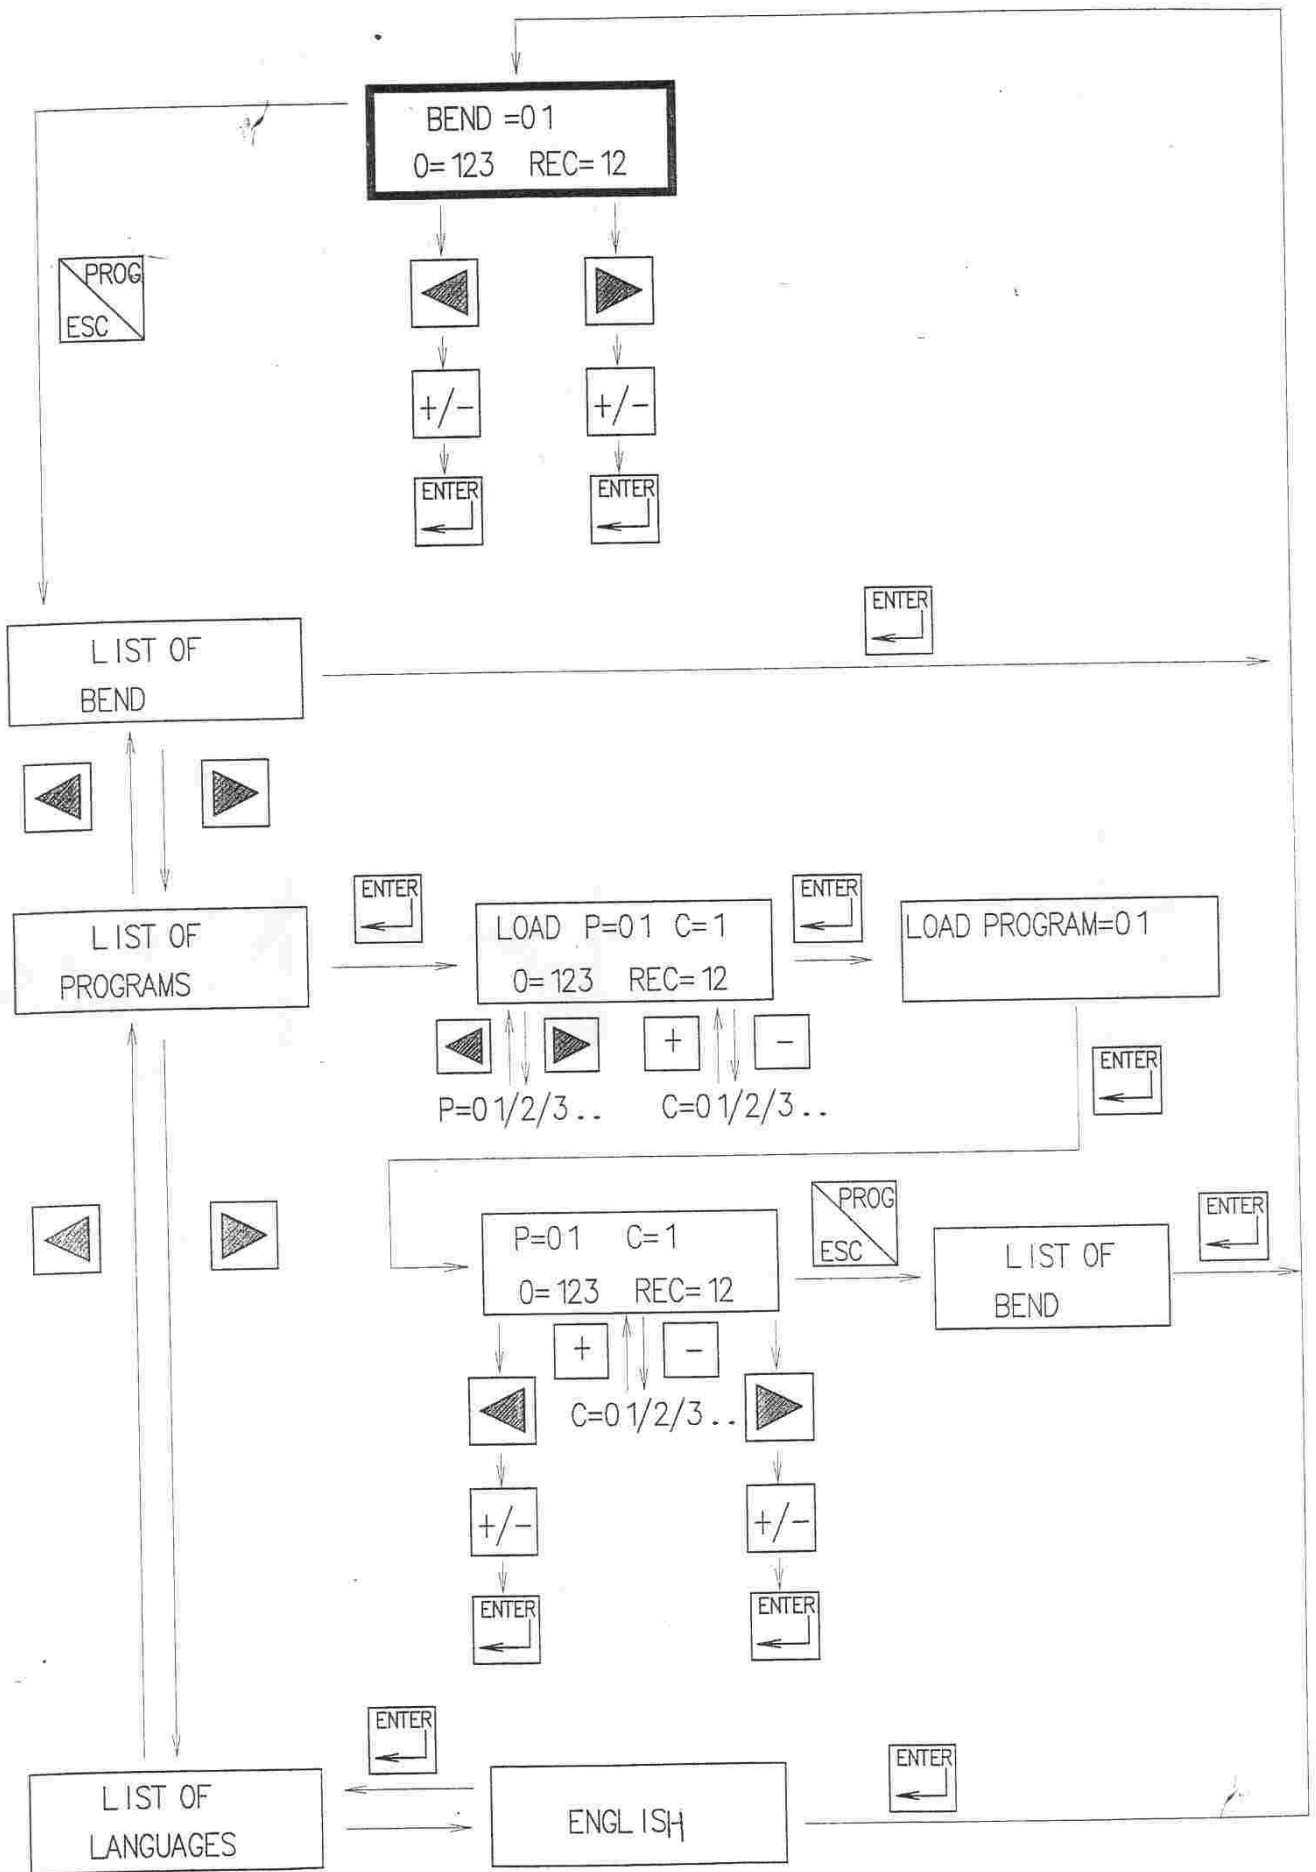 BEND =01
0=123 REC=12
PROG
ESC
+/-
+/-
ENTER
ENTER
ENTER
LIST OF
BEND
ENTER
ENTER
LIST OF
PROGRAMS
LOAD P=01 C=1
0=123 REC=12
LOAD PROGRAM=01
+
-
ENTER
P=01/2/3..
C=01/2/3..
PROG
ESC
ENTER
P=01 C=1
0=123 REC=12
LIST OF
BEND
+
-
C=01/2/3..
+/-
+/-
ENTER
ENTER
ENTER
ENTER
LIST OF
LANGUAGES
ENGLISH